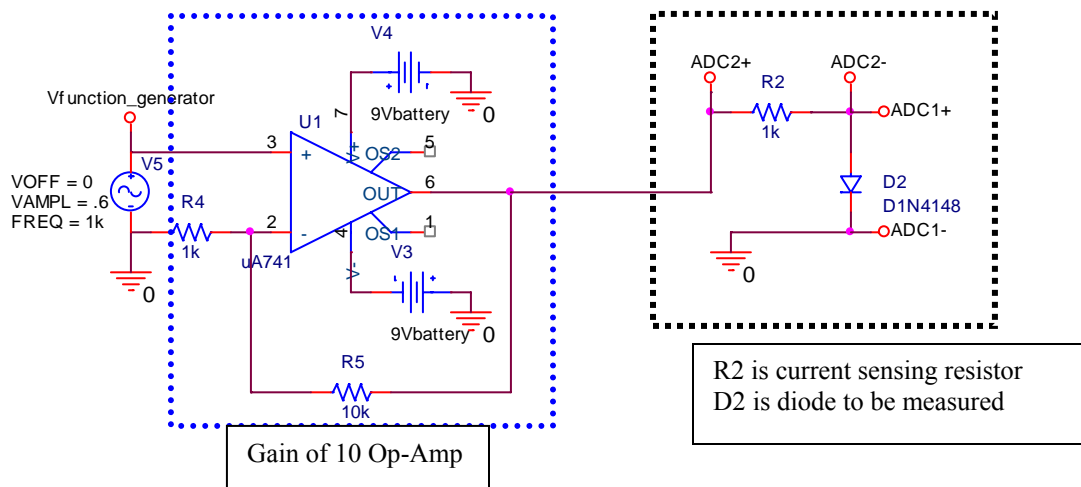 V4
9Vbattery
0
Vfunction_generator
V5
VOFF = 0
VAMPL = .6
FREQ = 1k
0
R4
1k
U1
3
+
2
-
uA741
7
V+
OS2
5
OUT
6
OS1
1
4
V-
V3
9Vbattery
0
R5
10k
Gain of 10 Op-Amp
ADC2+
R2
1k
ADC2-
ADC1+
D2
D1N4148
ADC1-
0
R2 is current sensing resistor
D2 is diode to be measured